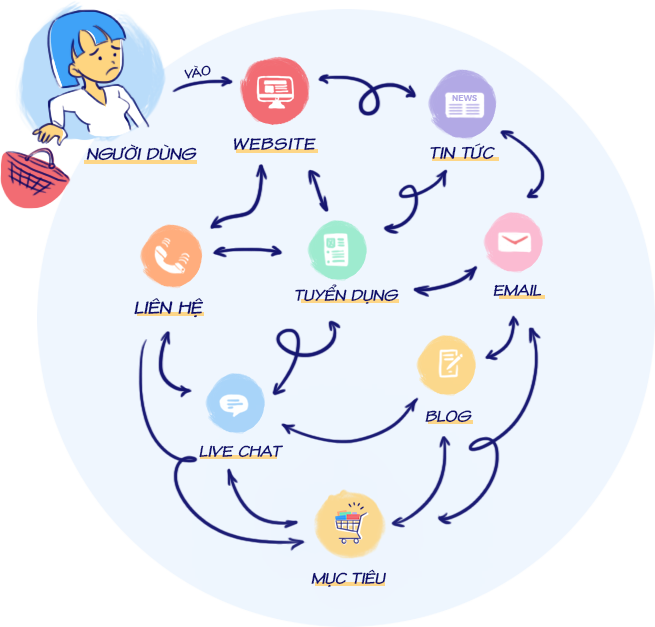 VÀO
NGƯỜI DÙNG
WEBSITE
NEWS
TIN TỨC
LIÊN HỆ
TUYỂN DỤNG
EMAIL
LIVE CHAT
BLOG
MỤC TIÊU